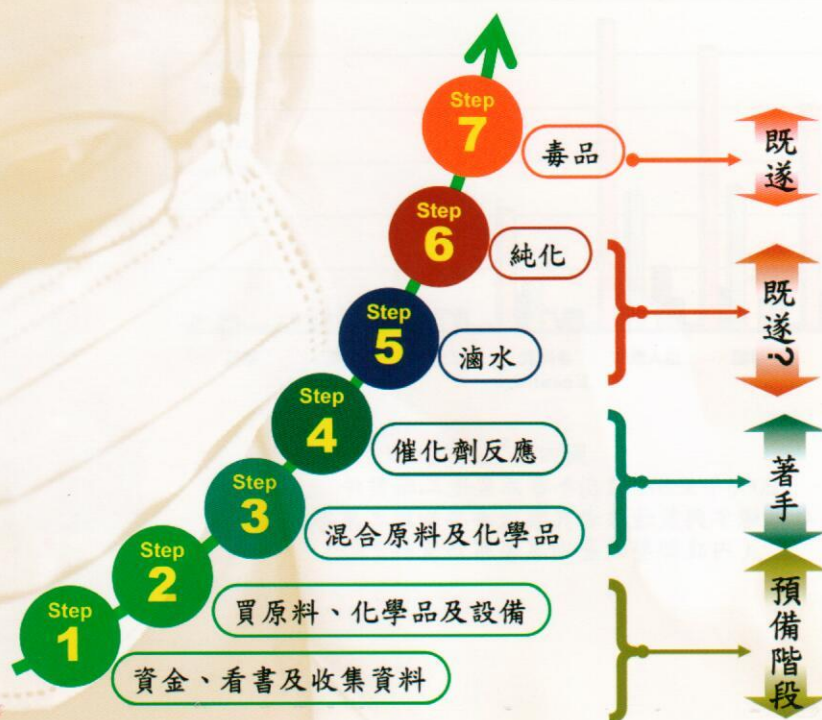 Step
7
毒品
既遂
Step
6
純化
既遂?
Step
5
滷水
Step
4
催化劑反應
著手
Step
3
混合原料及化學品
Step
2
買原料、化學品及設備
預備階段
Step
1
資金、看書及收集資料